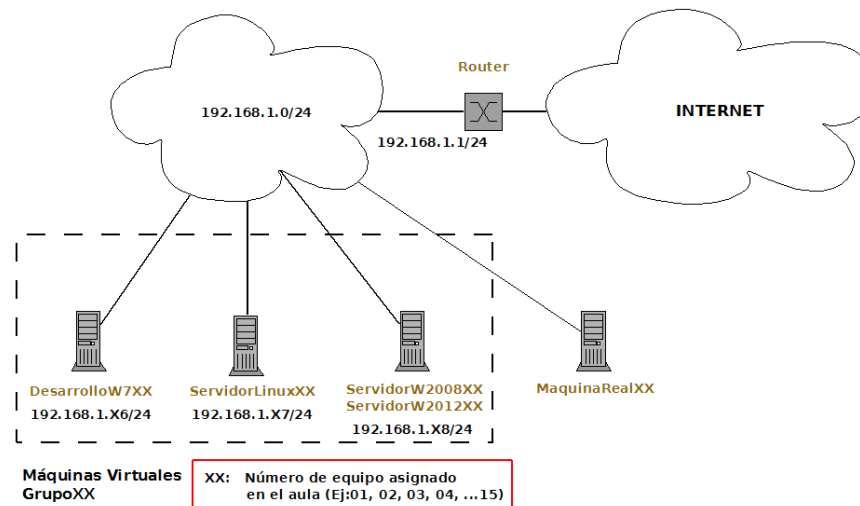 Router
192.168.1.0/24
INTERNET
192.168.1.1/24
DesarrolloW7XX
192.168.1.X6/24
ServidorLinuxXX
192.168.1.X7/24
ServidorW2008XX
ServidorW2012XX
192.168.1.X8/24
MaquinaRealXX
Máquinas Virtuales
GrupoXX
XX: Número de equipo asignado
en el aula (Ej:01, 02, 03, 04, ...15)